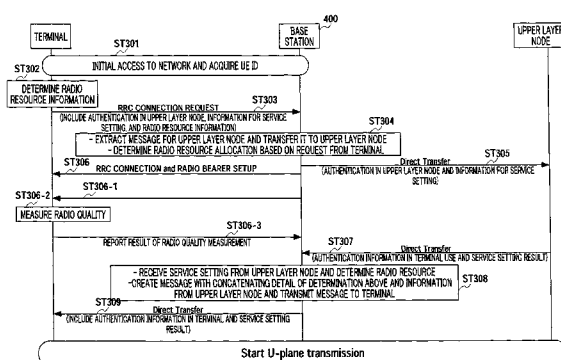 TERMINAL
BASE
STATION
400
UPPER LAYER
NODE
ST301
INITIAL ACCESS TO NETWORK AND ACQUIRE UE ID
ST302
DETERMINE RADIO
RESOURCE INFORMATION
RRC CONNECTION REQUEST
ST303
(INCLUDE AUTHENTICATION IN UPPER LAYER NODE, INFORMATION FOR SERVICE
SETTING, AND RADIO RESOURCE INFORMATION)
ST304
- EXTRACT MESSAGE FOR UPPER LAYER NODE AND TRANSFER IT TO UPPER LAYER NODE
- DETERMINE RADIO RESOURCE ALLOCATION BASED ON REQUEST FROM TERMINAL
ST306
RRC CONNECTION and RADIO BEARER SETUP
Direct Transfer
ST305
(AUTHENTICATION IN UPPER LAYER NODE AND INFORMATION FOR SERVICE
SETTING)
ST306-1
ST306-2
MEASURE RADIO QUALITY
ST306-3
REPORT RESULT OF RADIO QUALITY MEASUREMENT
ST307
Direct Transfer
(AUTHENTICATION INFORMATION IN TERMINAL USE AND SERVICE SETTING RESULT)
- RECEIVE SERVICE SETTING FROM UPPER LAYER NODE AND DETERMINE RADIO RESOURCE
-CREATE MESSAGE WITH CONCATENATING DETAIL OF DETERMINATION ABOVE AND INFORMATION
FROM UPPER LAYER NODE AND TRANSMIT MESSAGE TO TERMINAL
ST308
ST309
Direct Transfer
(INCLUDE AUTHENTICATION INFORMATION IN TERMINAL AND SERVICE SETTING
RESULT)
Start U-plane transmission